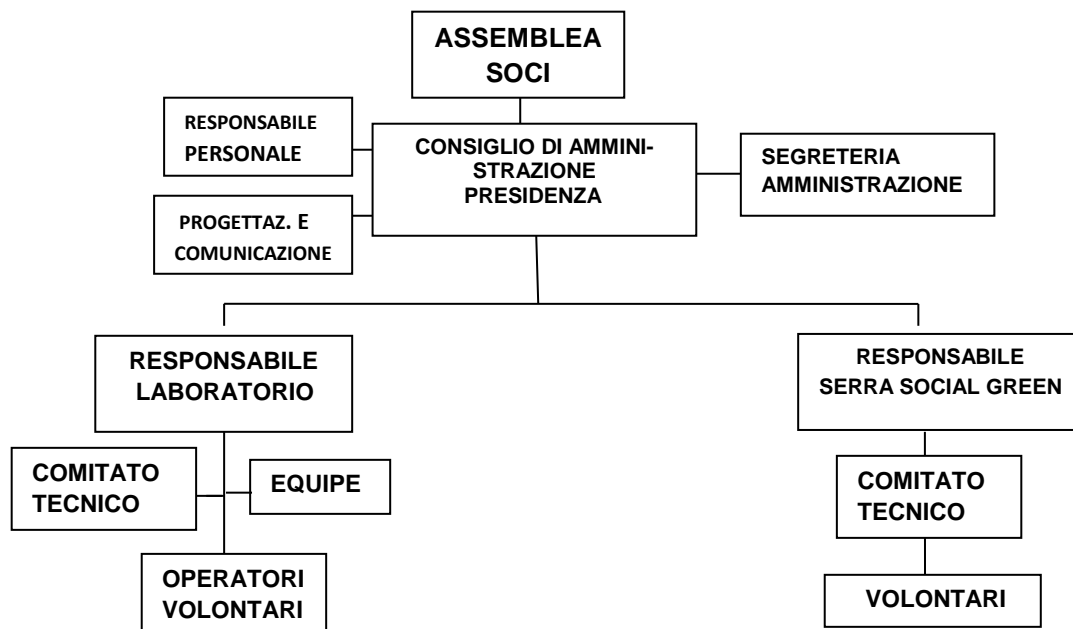 ASSEMBLEA
SOCI
RESPONSABILE
PERSONALE
CONSIGLIO DI AMMINI-
STRAZIONE
PRESIDENZA
SEGRETERIA
AMMINISTRAZIONE
PROGETTAZ. E
COMUNICAZIONE
RESPONSABILE
LABORATORIO
RESPONSABILE
SERRA SOCIAL GREEN
COMITATO
TECNICO
EQUIPE
COMITATO
TECNICO
OPERATORI
VOLONTARI
VOLONTARI